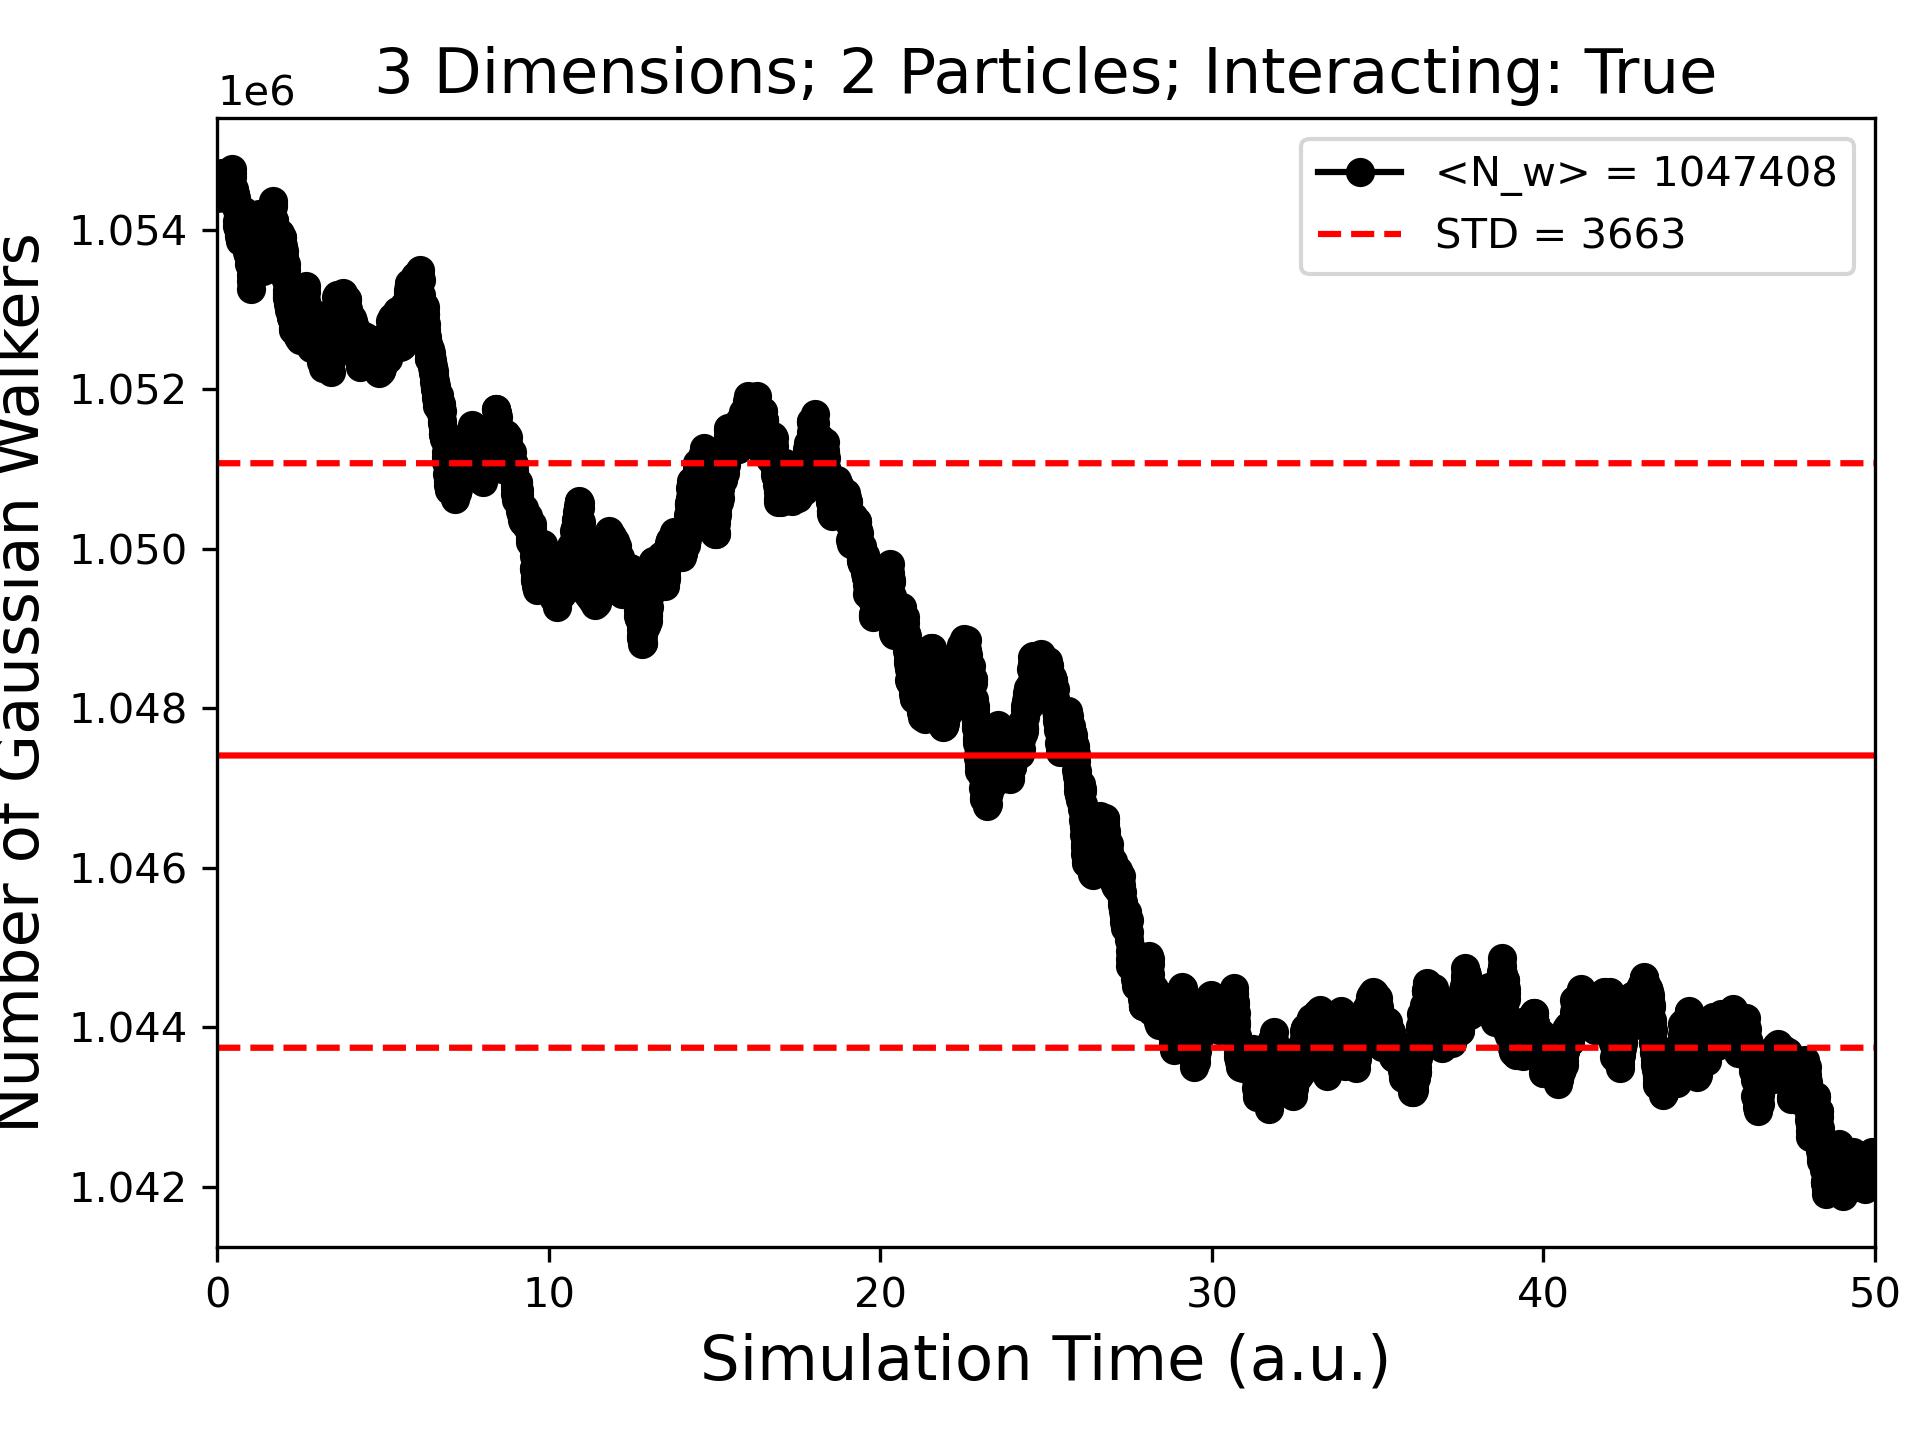 3 Dimensions; 2 Particles; Interacting: True
1e6
<N_w> = 1047408
STD = 3663
1.054
1.052
1.050
1.048
1.046
1.044
1.042
Number of Gaussian Walkers
0 10 20 30 40 50
Simulation Time (a.u.)